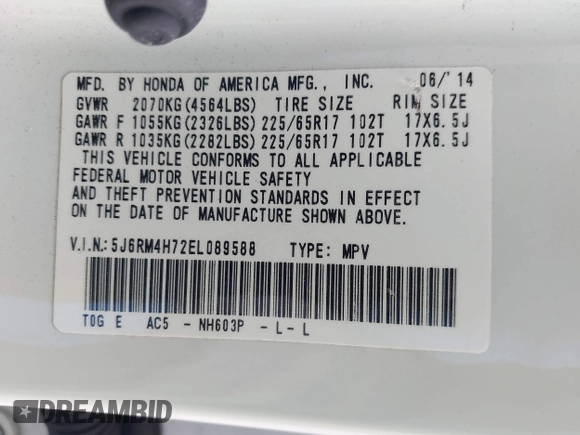 MFD. BY HONDA OF AMERICA MFG., INC. 06/'14
GVWR 2070KG(4564LBS) TIRE SIZE RIM SIZE
GAWR F 1055KG(2326LBS) 225/65R17 102T 17X6.5J
GAWR R 1035KG(2282LBS) 225/65R17 102T 17X6.5J
THIS VEHICLE CONFORMS TO ALL APPLICABLE
FEDERAL MOTOR VEHICLE SAFETY
AND THEFT PREVENTION STANDARDS IN EFFECT
ON THE DATE OF MANUFACTURE SHOWN ABOVE.
V.I.N.:5J6RM4H72EL089588 TYPE: MPV
T0G E AC5 - NH603P - L - L
DREAMBID